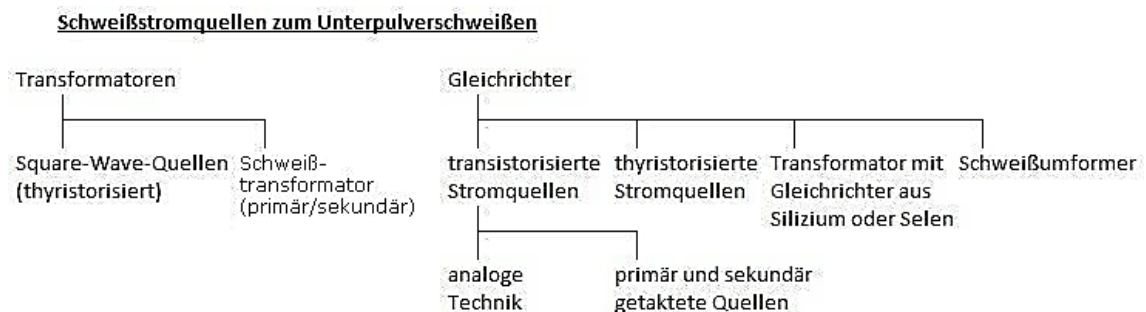 Schweißstromquellen zum Unterpulverschweißen
Transformatoren
Gleichrichter
Square-Wave-Quellen
(thyristorisiert)
Schweiß-
transformator
(primär/sekundär)
transistorisierte
Stromquellen
thyristorisierte
Stromquellen
Transformator mit
Gleichrichter aus
Silizium oder Selen
Schweißumformer
analoge
Technik
primär und sekundär
getaktete Quellen